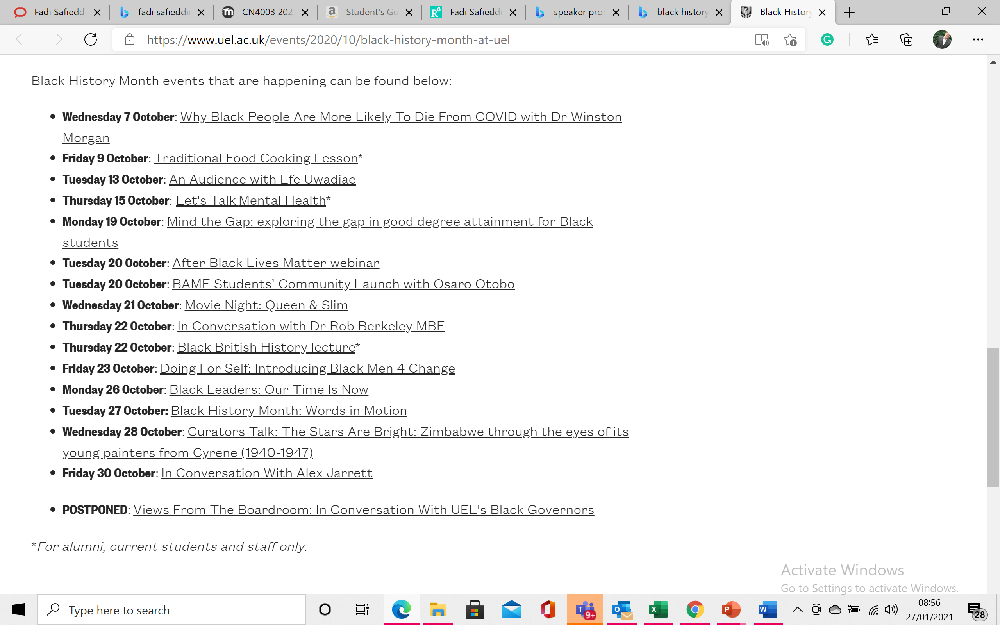 Fadi Safieddi
fadi safieddin
CN4003 202
Student's Gu
Fadi Safieddi
speaker prop
black history
Black History
https://www.uel.ac.uk/events/2020/10/black-history-month-at-uel
Black History Month events that are happening can be found below:
• Wednesday 7 October: Why Black People Are More Likely To Die From COVID with Dr Winston
Morgan
• Friday 9 October: Traditional Food Cooking Lesson*
• Tuesday 13 October: An Audience with Efe Uwadiae
• Thursday 15 October: Let's Talk Mental Health*
• Monday 19 October: Mind the Gap: exploring the gap in good degree attainment for Black
students
• Tuesday 20 October: After Black Lives Matter webinar
• Tuesday 20 October: BAME Students’ Community Launch with Osaro Otobo
• Wednesday 21 October: Movie Night: Queen & Slim
• Thursday 22 October: In Conversation with Dr Rob Berkeley MBE
• Thursday 22 October: Black British History lecture*
• Friday 23 October: Doing For Self: Introducing Black Men 4 Change
• Monday 26 October: Black Leaders: Our Time Is Now
• Tuesday 27 October: Black History Month: Words in Motion
• Wednesday 28 October: Curators Talk: The Stars Are Bright: Zimbabwe through the eyes of its
young painters from Cyrene (1940-1947)
• Friday 30 October: In Conversation With Alex Jarrett
• POSTPONED: Views From The Boardroom: In Conversation With UEL's Black Governors
*For alumni, current students and staff only.
Activate Windows
Go to Settings to activate Windows.
Type here to search
9+
08:56
27/01/2021
28